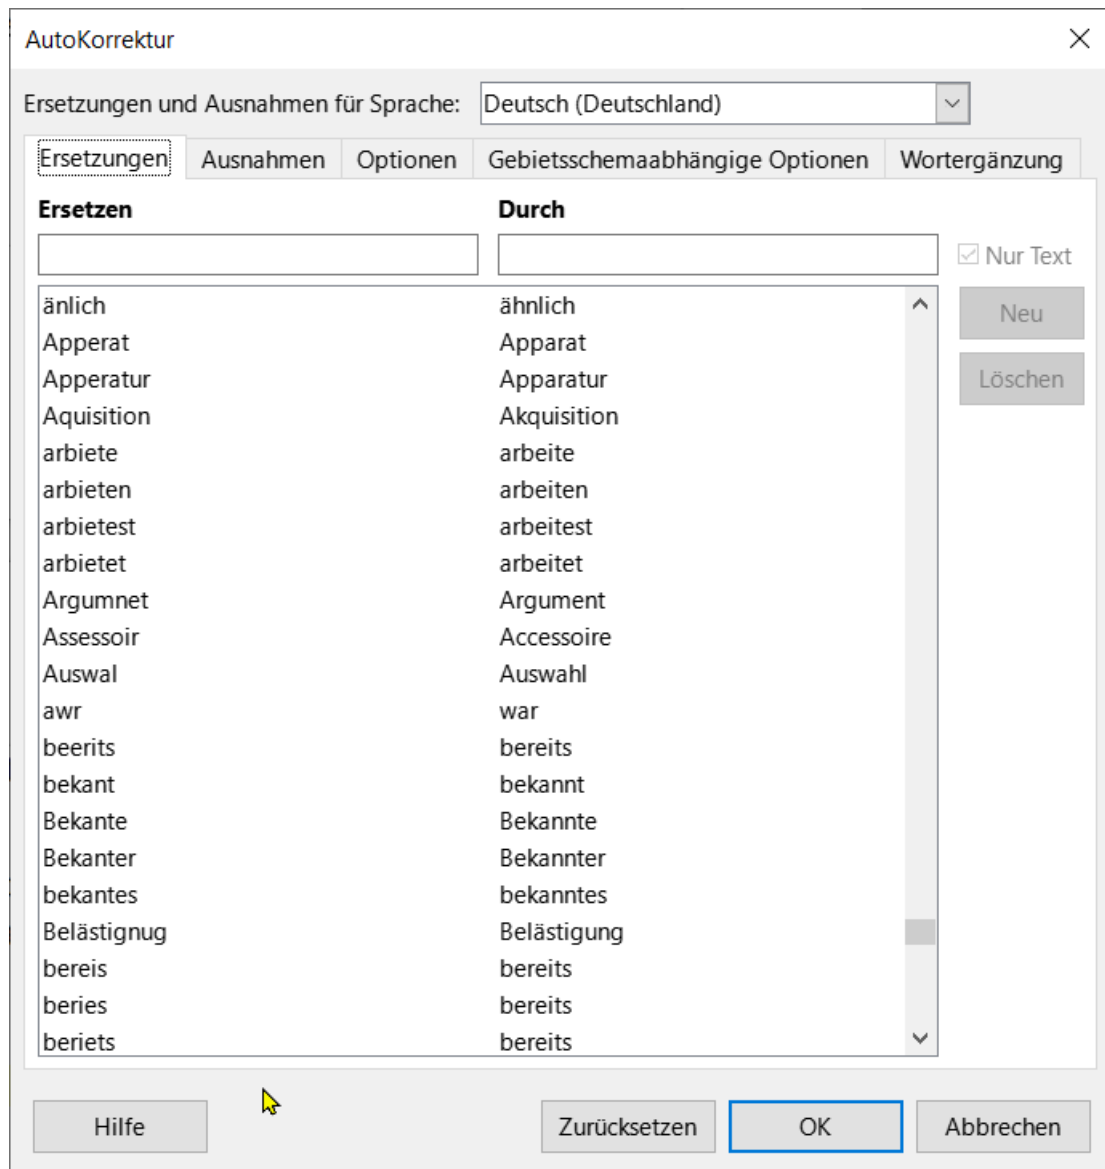 AutoKorrektur
Ersetzungen und Ausnahmen für Sprache: Deutsch (Deutschland)
Ersetzungen Ausnahmen Optionen Gebietsschemaabhängige Optionen Wortergänzung
Ersetzen Durch
Nur Text
änlich ähnlich
Neu
Apperat Apparat
Apperatur Apparatur
Löschen
Aquisition Akquisition
arbiete arbeite
arbieten arbeiten
arbietest arbeitest
arbietet arbeitet
Argumnet Argument
Assessoir Accessoire
Auswal Auswahl
awr war
beerits bereits
bekant bekannt
Bekante Bekannte
Bekanter Bekannter
bekantes bekanntes
Belästignug Belästigung
bereis bereits
beries bereits
beriets bereits
Hilfe Zurücksetzen OK Abbrechen